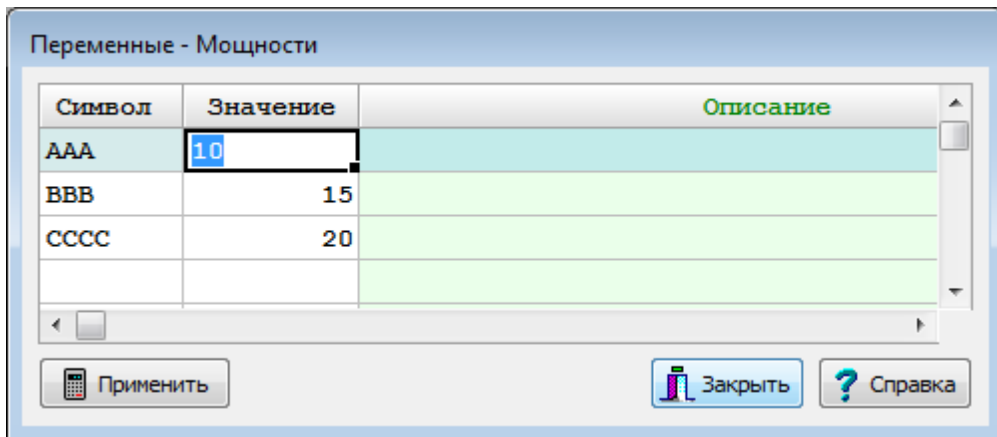 Переменные - Мощности
Символ Значение Описание
AAA 10
BBB 15
CCCC 20
Применить Закрыть ? Справка